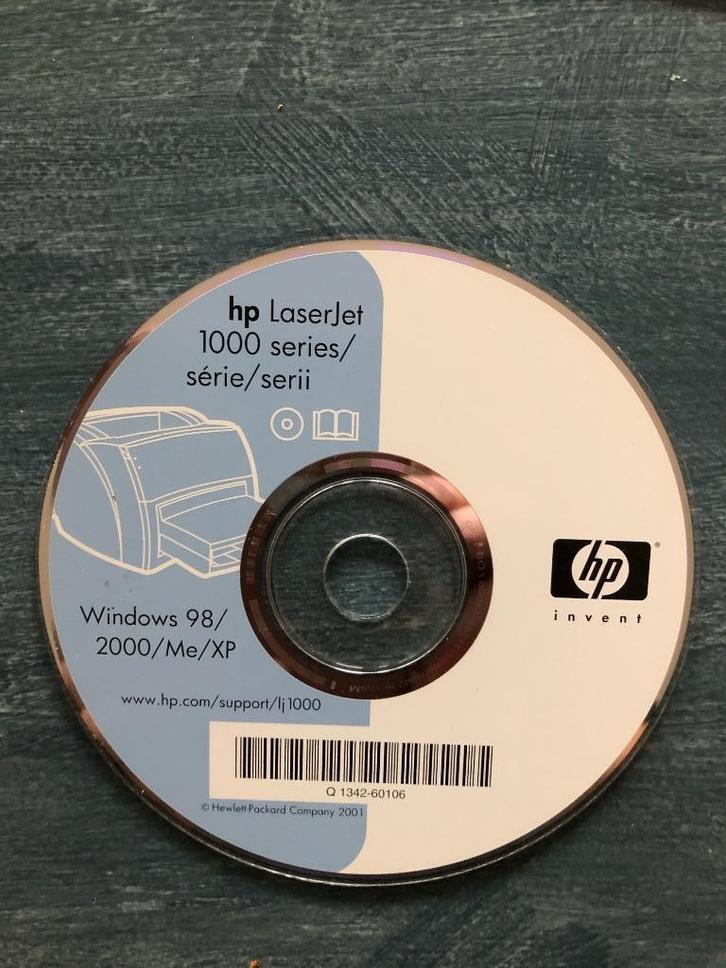 hp LaserJet
1000 series/
série/serii
hp
®
invent
Windows 98/
2000/Me/XP
www.hp.com/support/lj1000
Q 1342-60106
© Hewlett-Packard Company 2001